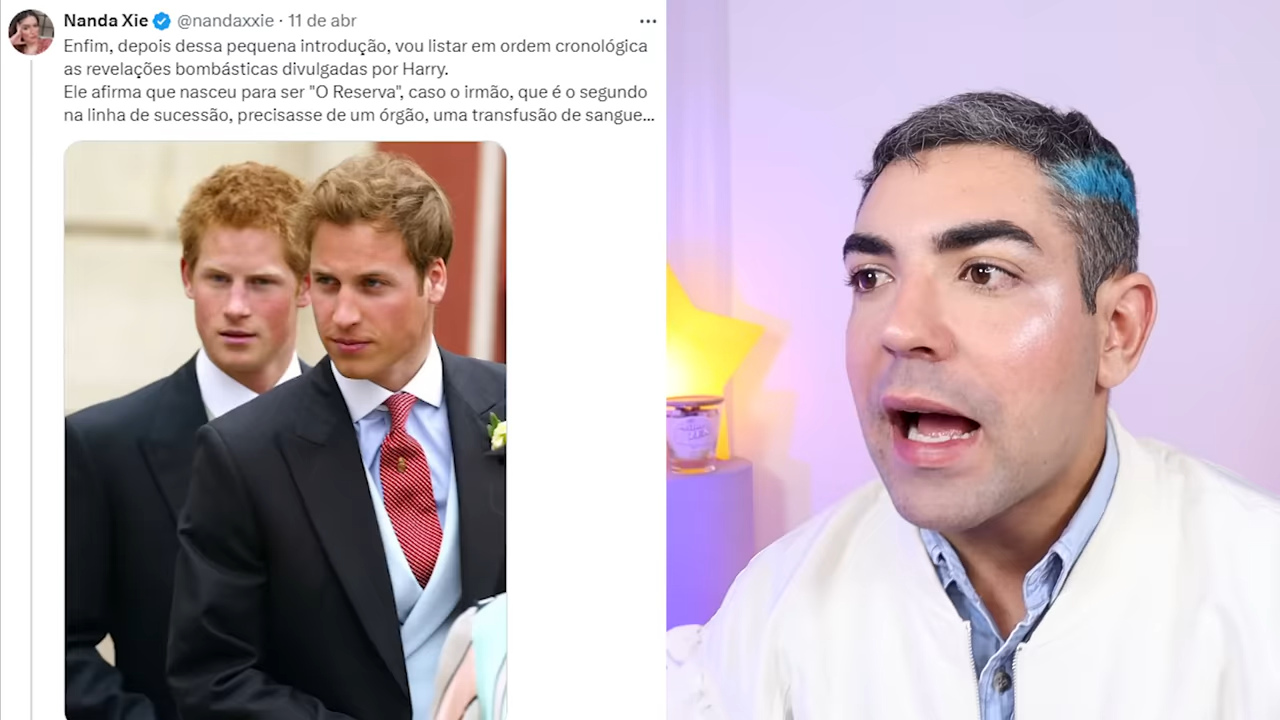 Nanda Xie @nandaxxie · 11 de abr
Enfim, depois dessa pequena introdução, vou listar em ordem cronológica
as revelações bombásticas divulgadas por Harry.
Ele afirma que nasceu para ser "O Reserva", caso o irmão, que é o segundo
na linha de sucessão, precisasse de um órgão, uma transfusão de sangue...